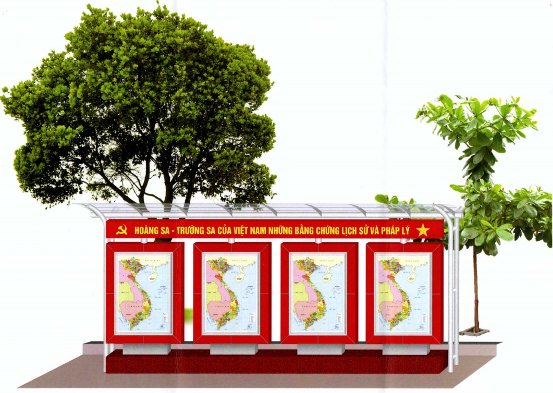 HOÀNG SA - TRƯỜNG SA CỦA VIỆT NAM NHỮNG BẰNG CHỨNG LỊCH SỬ VÀ PHÁP LÝ